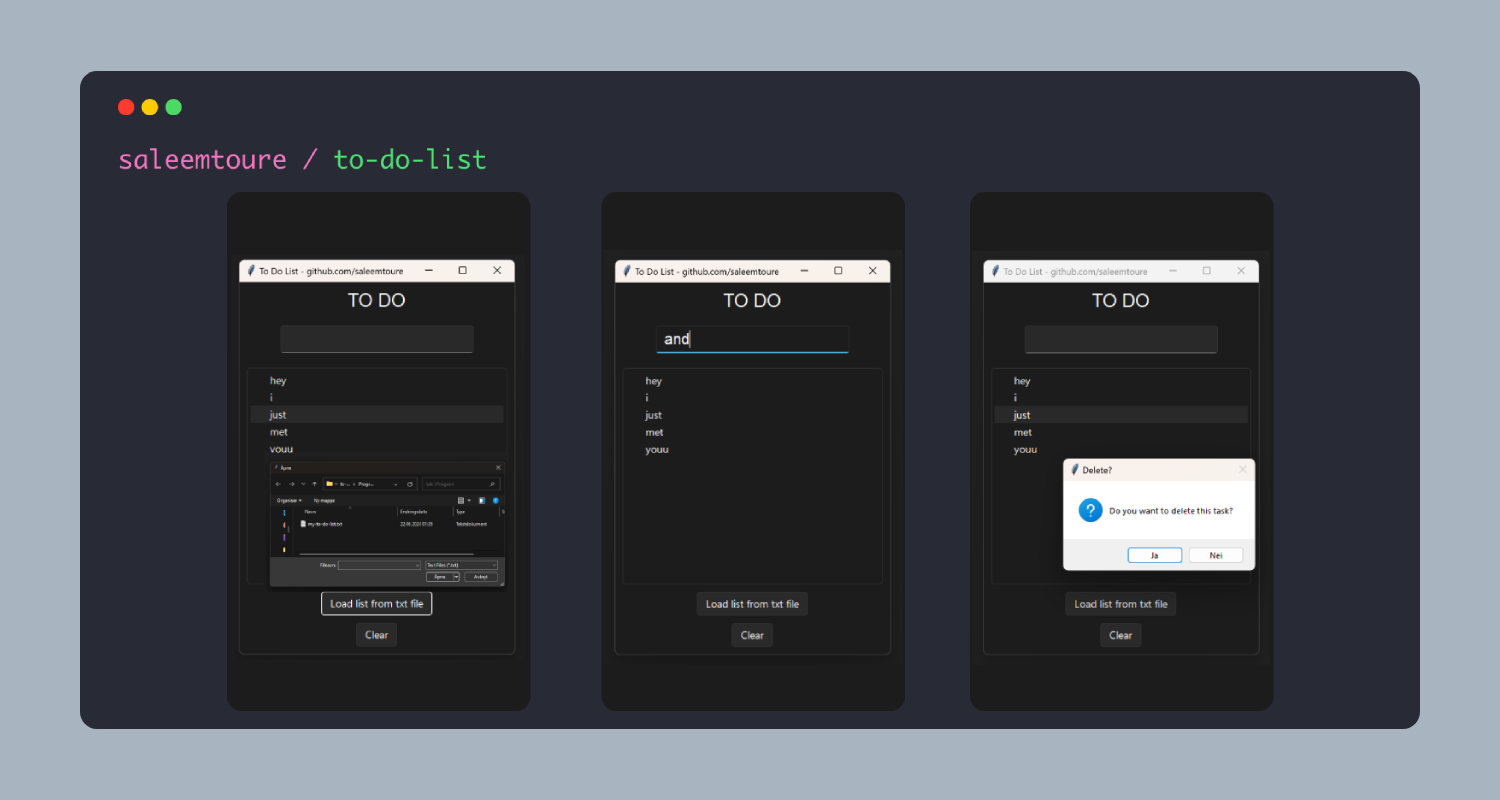 saleemtoure / to-do-list
To Do List - github.com/saleemtoure
TO DO
hey
i
just
met
youu
Åpne
Organiser
Ny mappe
Navn
Endringsdato
Type
my-to-do-list.txt
22.06.2024 01:05
Tekstdokument
Filnavn:
Text Files (*.txt)
Åpne
Avbryt
Load list from txt file
Clear
To Do List - github.com/saleemtoure
TO DO
and
hey
i
just
met
youu
Load list from txt file
Clear
To Do List - github.com/saleemtoure
TO DO
hey
i
just
met
youu
Delete?
Do you want to delete this task?
Ja
Nei
Load list from txt file
Clear